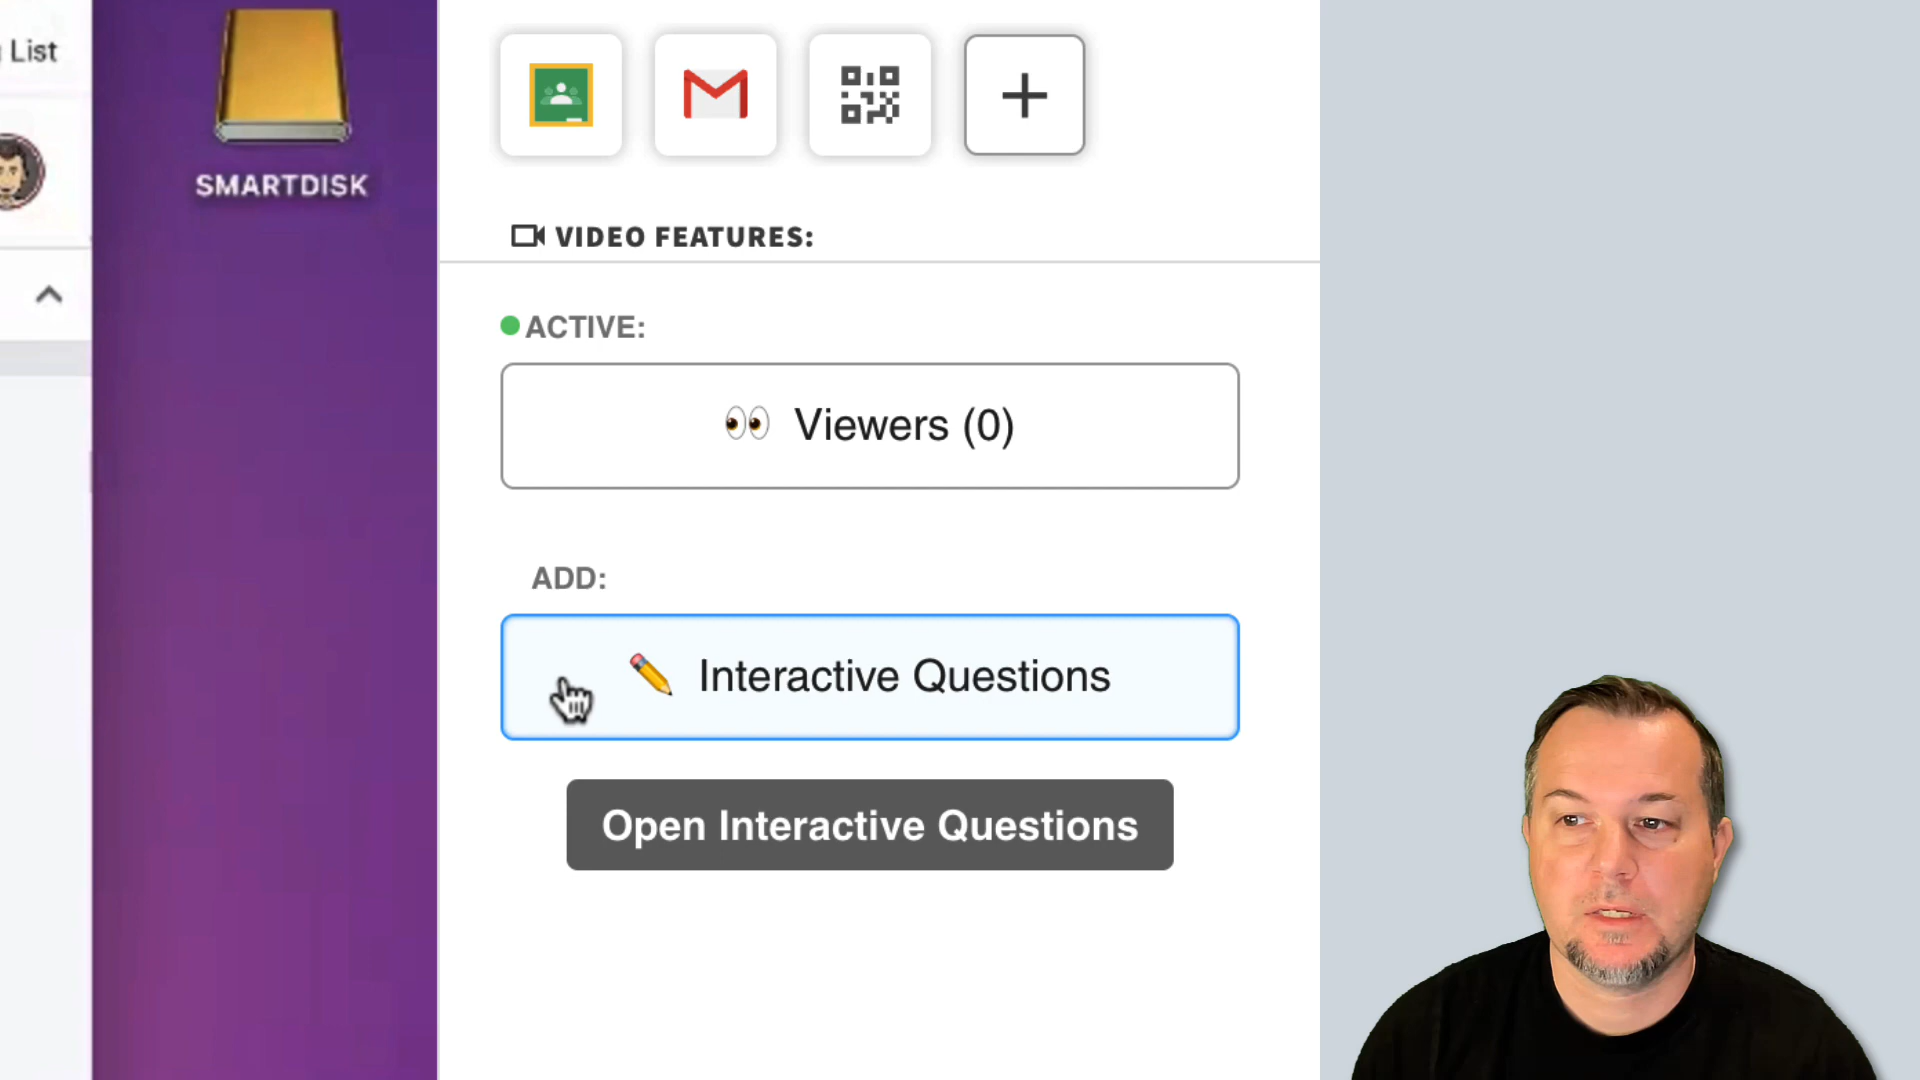 List
SMARTDISK
VIDEO FEATURES:
ACTIVE:
Viewers (0)
ADD:
Interactive Questions
Open Interactive Questions